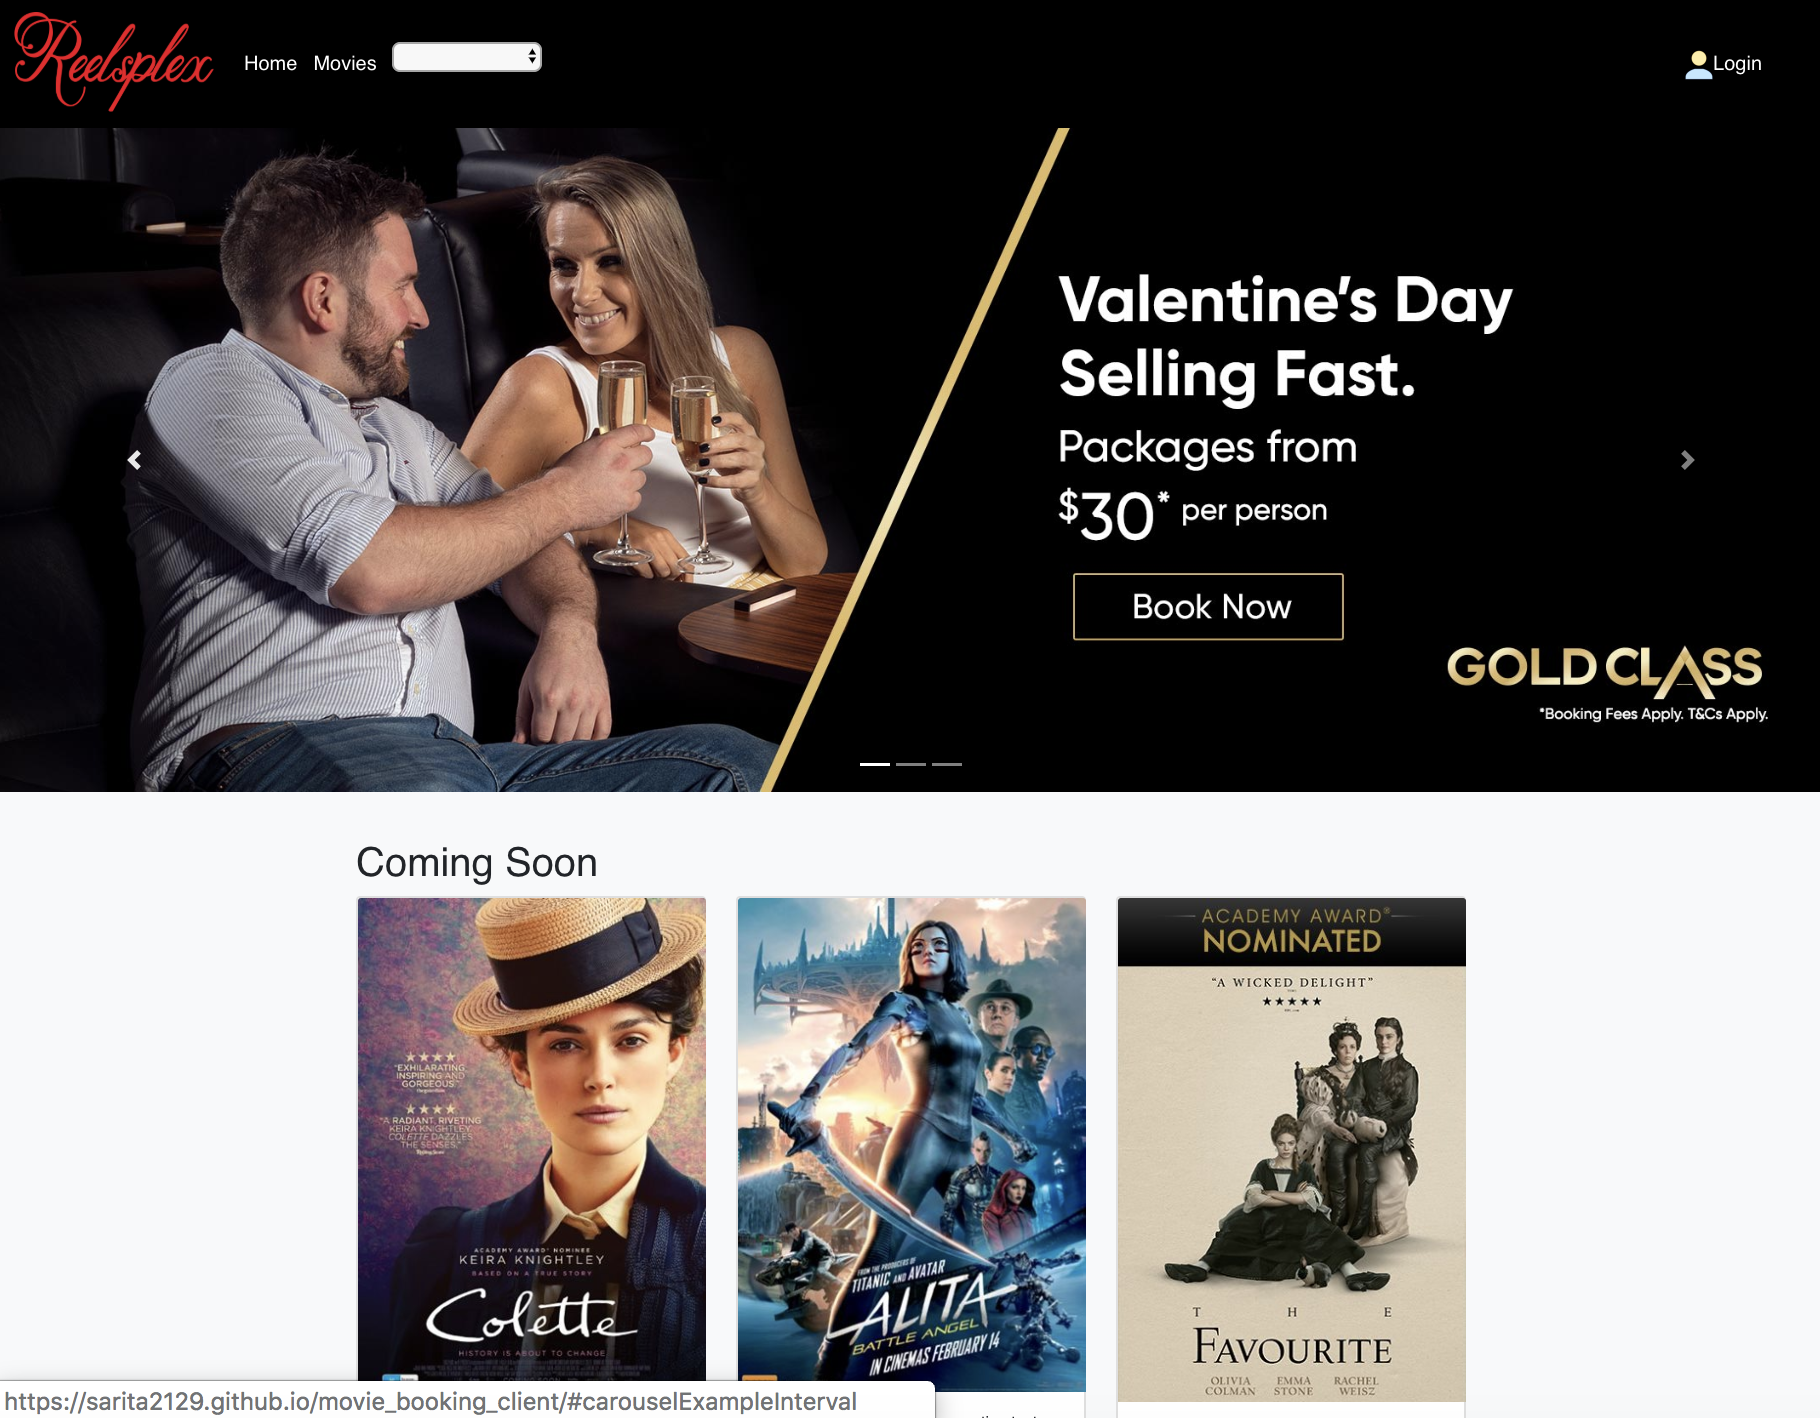 Reelsplex
Home Movies
Login
Valentine's Day
Selling Fast.
Packages from
$30* per person
Book Now
GOLD CLASS
*Booking Fees Apply. T&Cs Apply.
Coming Soon
★★★★
"EXHILARATING
INSPIRING AND
GORGEOUS"
★★★★
"A RADIANT, RIVETING
KEIRA KNIGHTLEY
COLETTE DAZZLES
THE SENSES."
ACADEMY AWARD® NOMINEE
KEIRA KNIGHTLEY
BASED ON A TRUE STORY
Colette
HISTORY IS ABOUT TO CHANGE
FROM THE PRODUCERS OF
TITANIC AND AVATAR
ALITA
BATTLE ANGEL
IN CINEMAS FEBRUARY 14
ACADEMY AWARD®
NOMINATED
"A WICKED DELIGHT"
★★★★★
THE
FAVOURITE
OLIVIA COLMAN
EMMA STONE
RACHEL WEISZ
https://sarita2129.github.io/movie_booking_client/#carouselExampleInterval